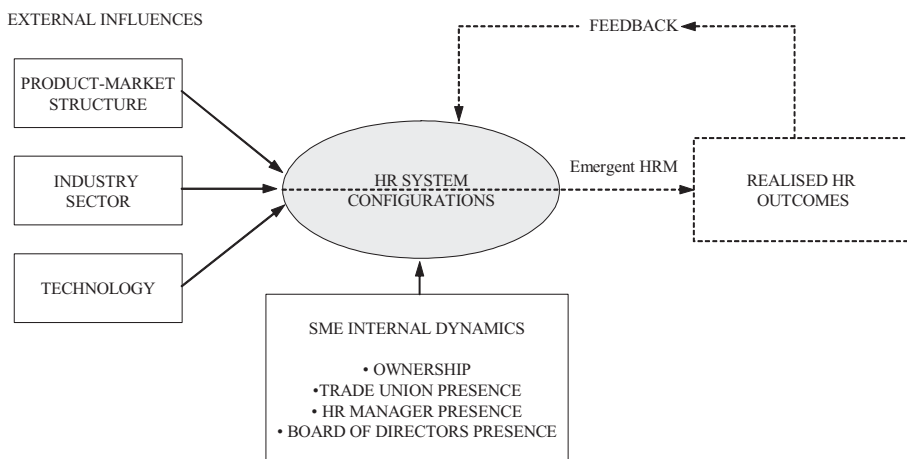 EXTERNAL INFLUENCES
FEEDBACK
PRODUCT-MARKET
STRUCTURE
INDUSTRY
SECTOR
TECHNOLOGY
HR SYSTEM
CONFIGURATIONS
Emergent HRM
REALISED HR
OUTCOMES
SME INTERNAL DYNAMICS
• OWNERSHIP
•TRADE UNION PRESENCE
• HR MANAGER PRESENCE
• BOARD OF DIRECTORS PRESENCE